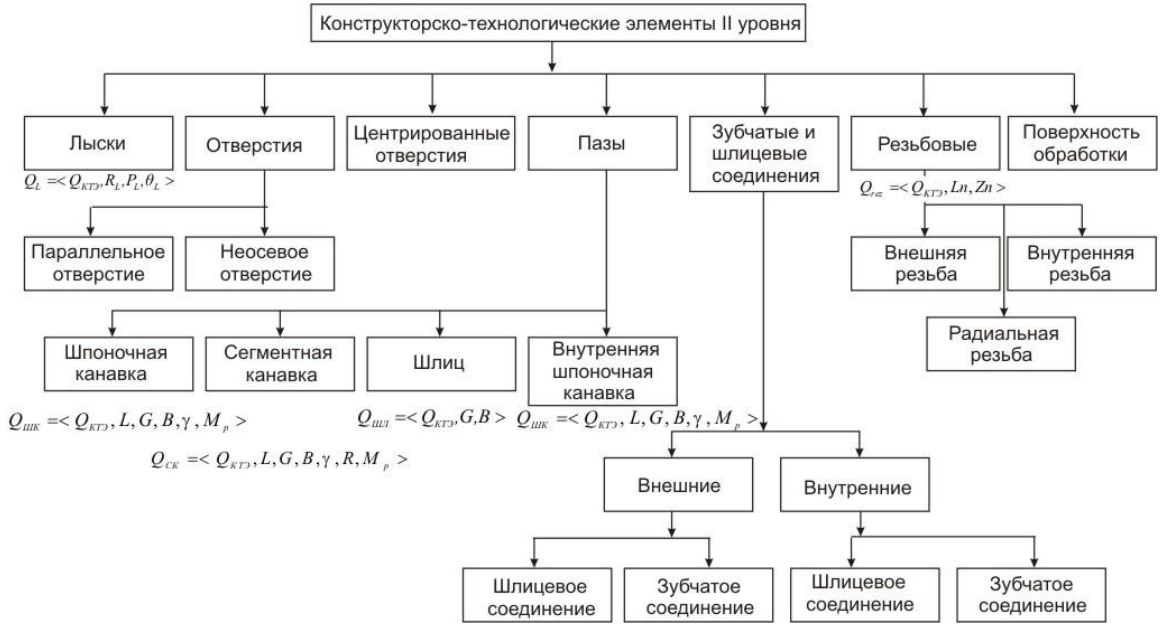 Конструкторско-технологические элементы II уровня
Лыски
Отверстия
Центрированные
отверстия
Пазы
Зубчатые и
шлицевые
соединения
Резьбовые
Поверхность
обработки
Q_L =<Q_КТЭ, R_L, P_L, θ_L >
Q_rez =<Q_КТЭ, Ln, Zn>
Параллельное
отверстие
Неосевое
отверстие
Внешняя
резьба
Внутренняя
резьба
Радиальная
резьба
Шпоночная
канавка
Сегментная
канавка
Шлиц
Внутренняя
шпоночная
канавка
Q_ШК =< Q_КТЭ, L, G, B, γ, M_p >
Q_ШЛ =<Q_КТЭ, G, B >
Q_ШК =< Q_КТЭ, L, G, B, γ, M_p >
Q_СК =< Q_КТЭ, L, G, B, γ, R, M_p >
Внешние
Внутренние
Шлицевое
соединение
Зубчатое
соединение
Шлицевое
соединение
Зубчатое
соединение